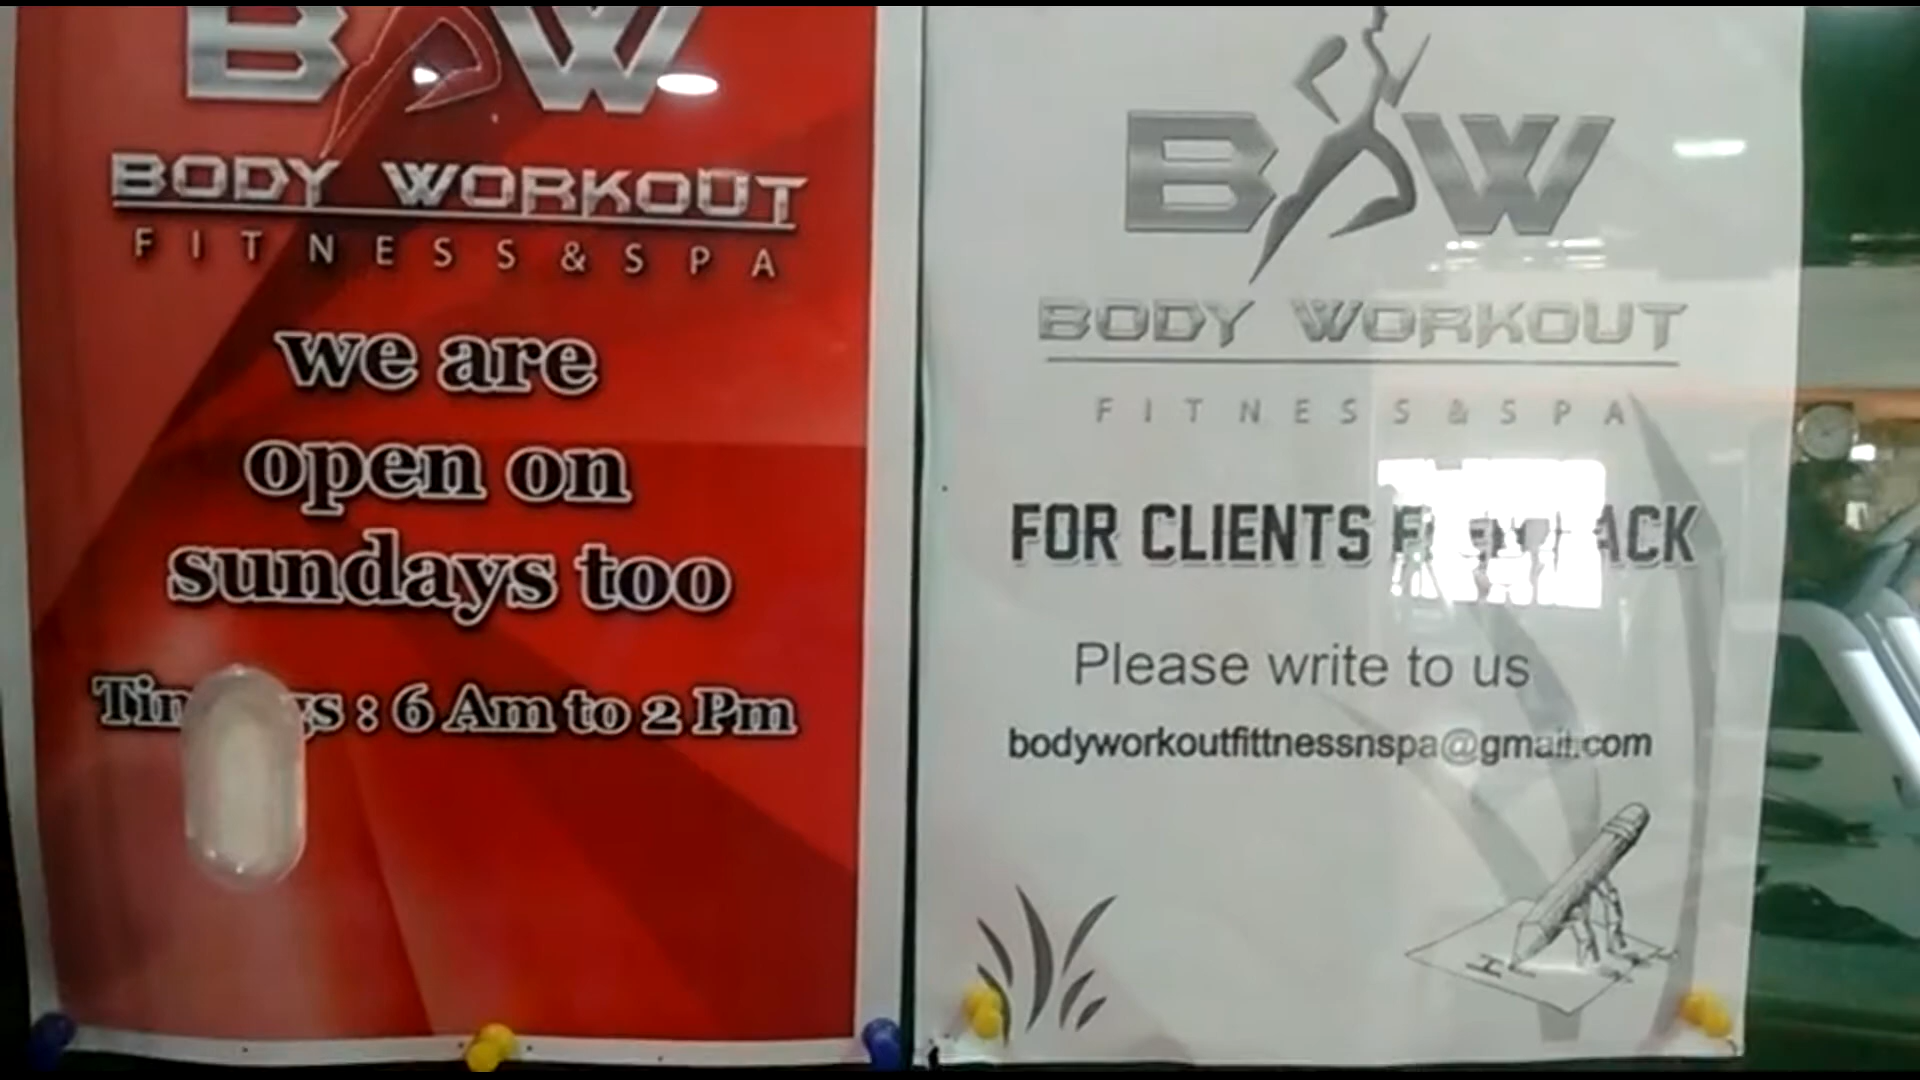 BW
BODY WORKOUT
FITNESS & SPA
we are
open on
sundays too
: 6 Am to 2 Pm
BW
BODY WORKOUT
FITNESS & SPA
FOR CLIENTS
Please write to us
bodyworkoutfittnessnspa@gmail.com